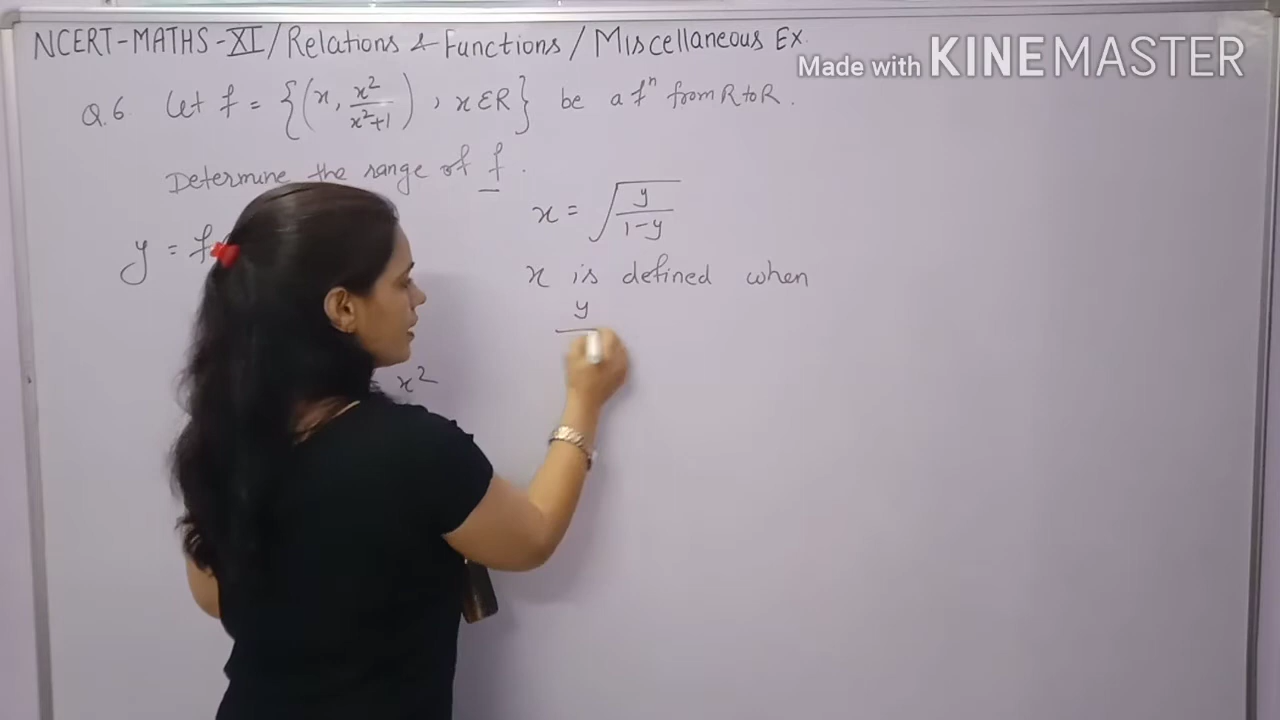 NCERT-MATHS-XI/Relations & Functions/Miscellaneous Ex.
Made with KINEMASTER
Q.6 Let f = {(x, x²/x²+1), x ∈ R} be a fⁿ from R to R.
Determine the range of f.
y = f
x²
x = √(y/1-y)
x is defined when
y